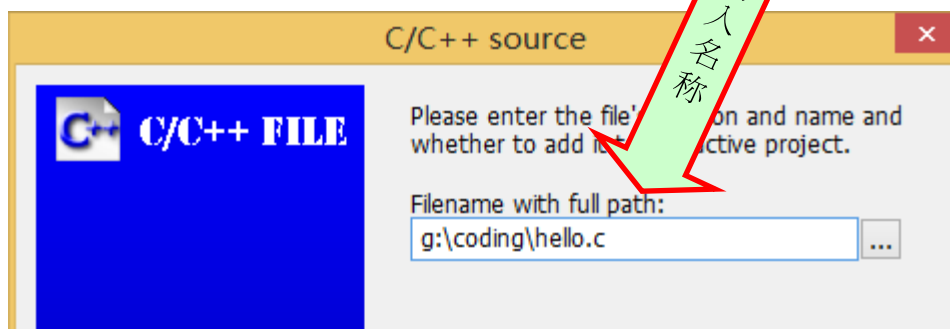 C/C++ source
C++ C/C++ FILE
入名称
Please enter the file's on and name and
whether to add active project.
Filename with full path:
g:\coding\hello.c
...